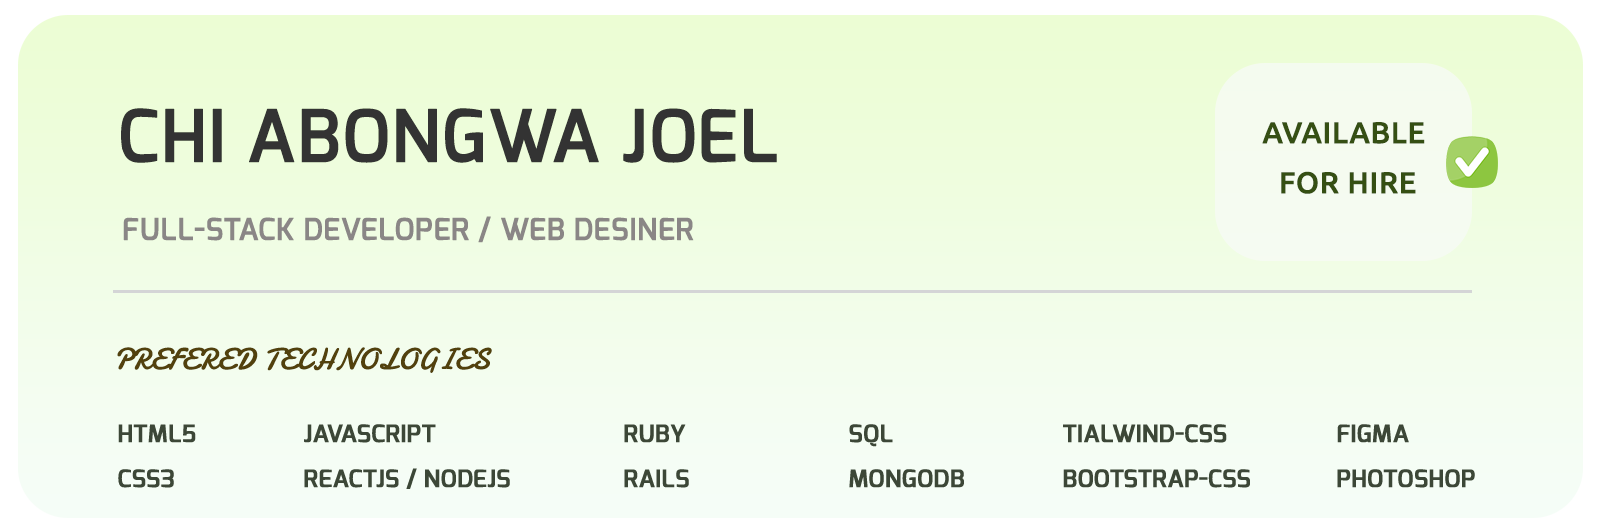 CHI ABONGWA JOEL
FULL-STACK DEVELOPER / WEB DESINER
AVAILABLE
FOR HIRE
PREFERED TECHNOLOGIES
HTML5 JAVASCRIPT RUBY SQL TIALWIND-CSS FIGMA
CSS3 REACTJS / NODEJS RAILS MONGODB BOOTSTRAP-CSS PHOTOSHOP